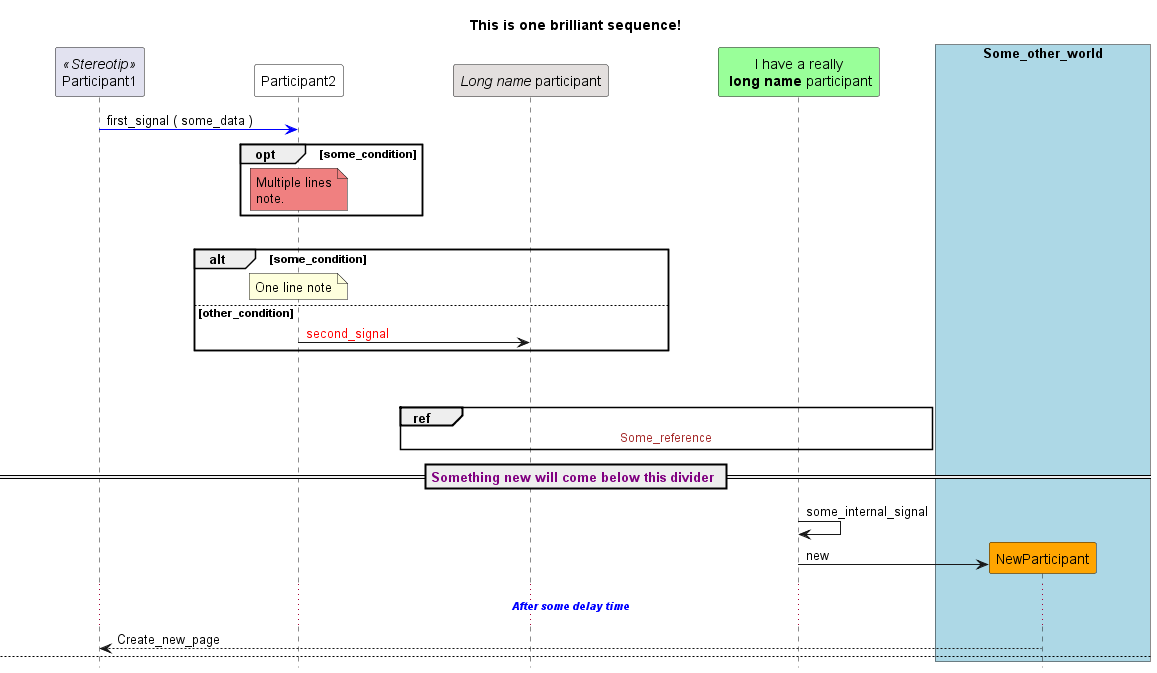 This is one brilliant sequence!
Some_other_world
«Stereotip»
Participant1
Participant2
Long name participant
I have a really
long name participant
first_signal ( some_data )
opt [some_condition]
Multiple lines
note.
alt [some_condition]
One line note
[other_condition]
second_signal
ref
Some_reference
Something new will come below this divider
some_internal_signal
new
NewParticipant
After some delay time
Create_new_page